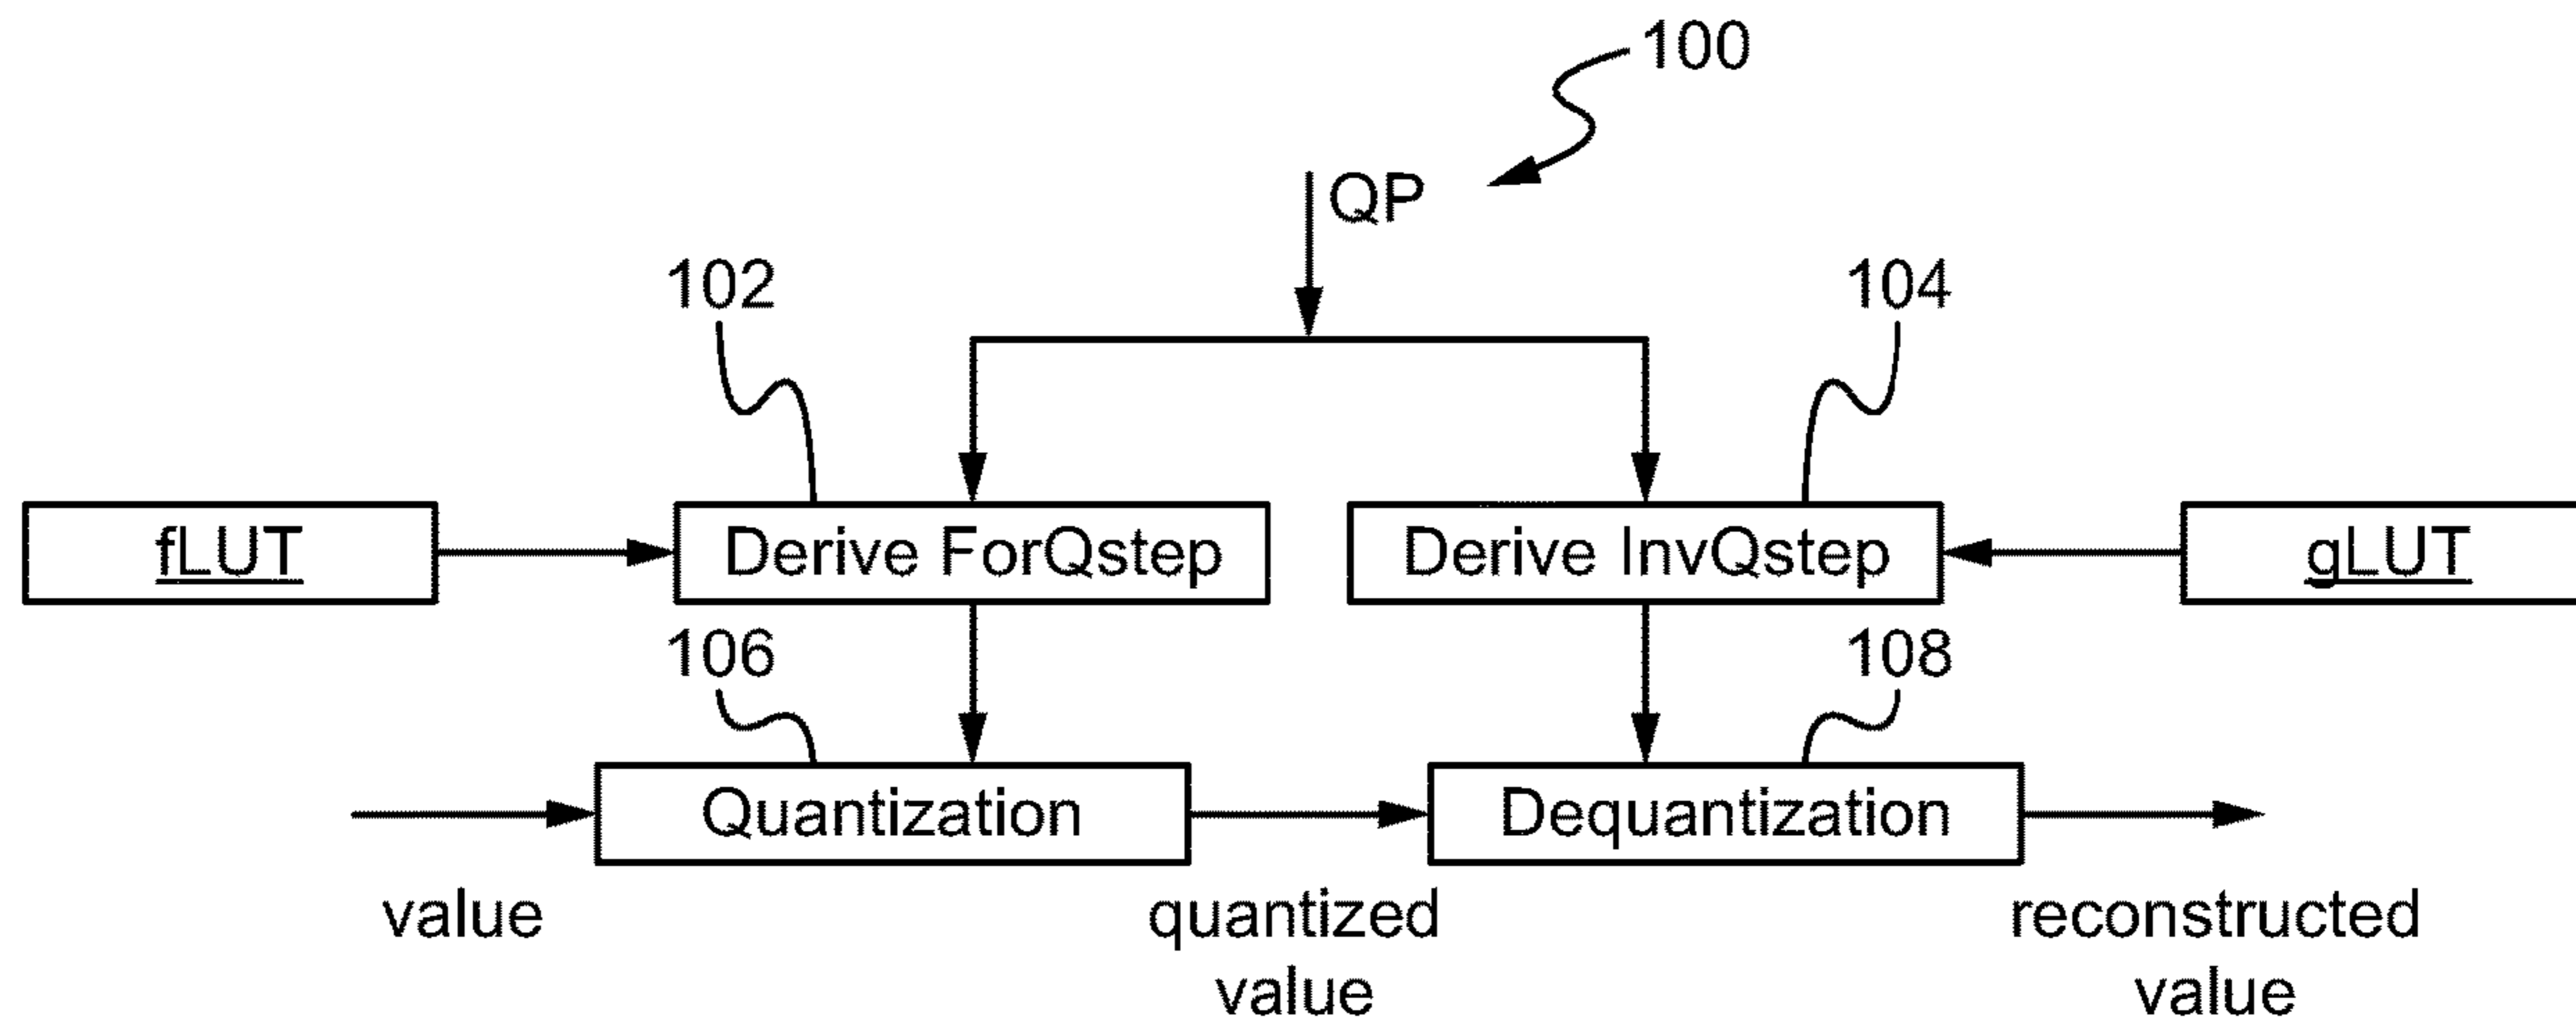 100
QP
102
104
fLUT
Derive ForQstep
Derive InvQstep
gLUT
106
108
Quantization
Dequantization
value
quantized
value
reconstructed
value